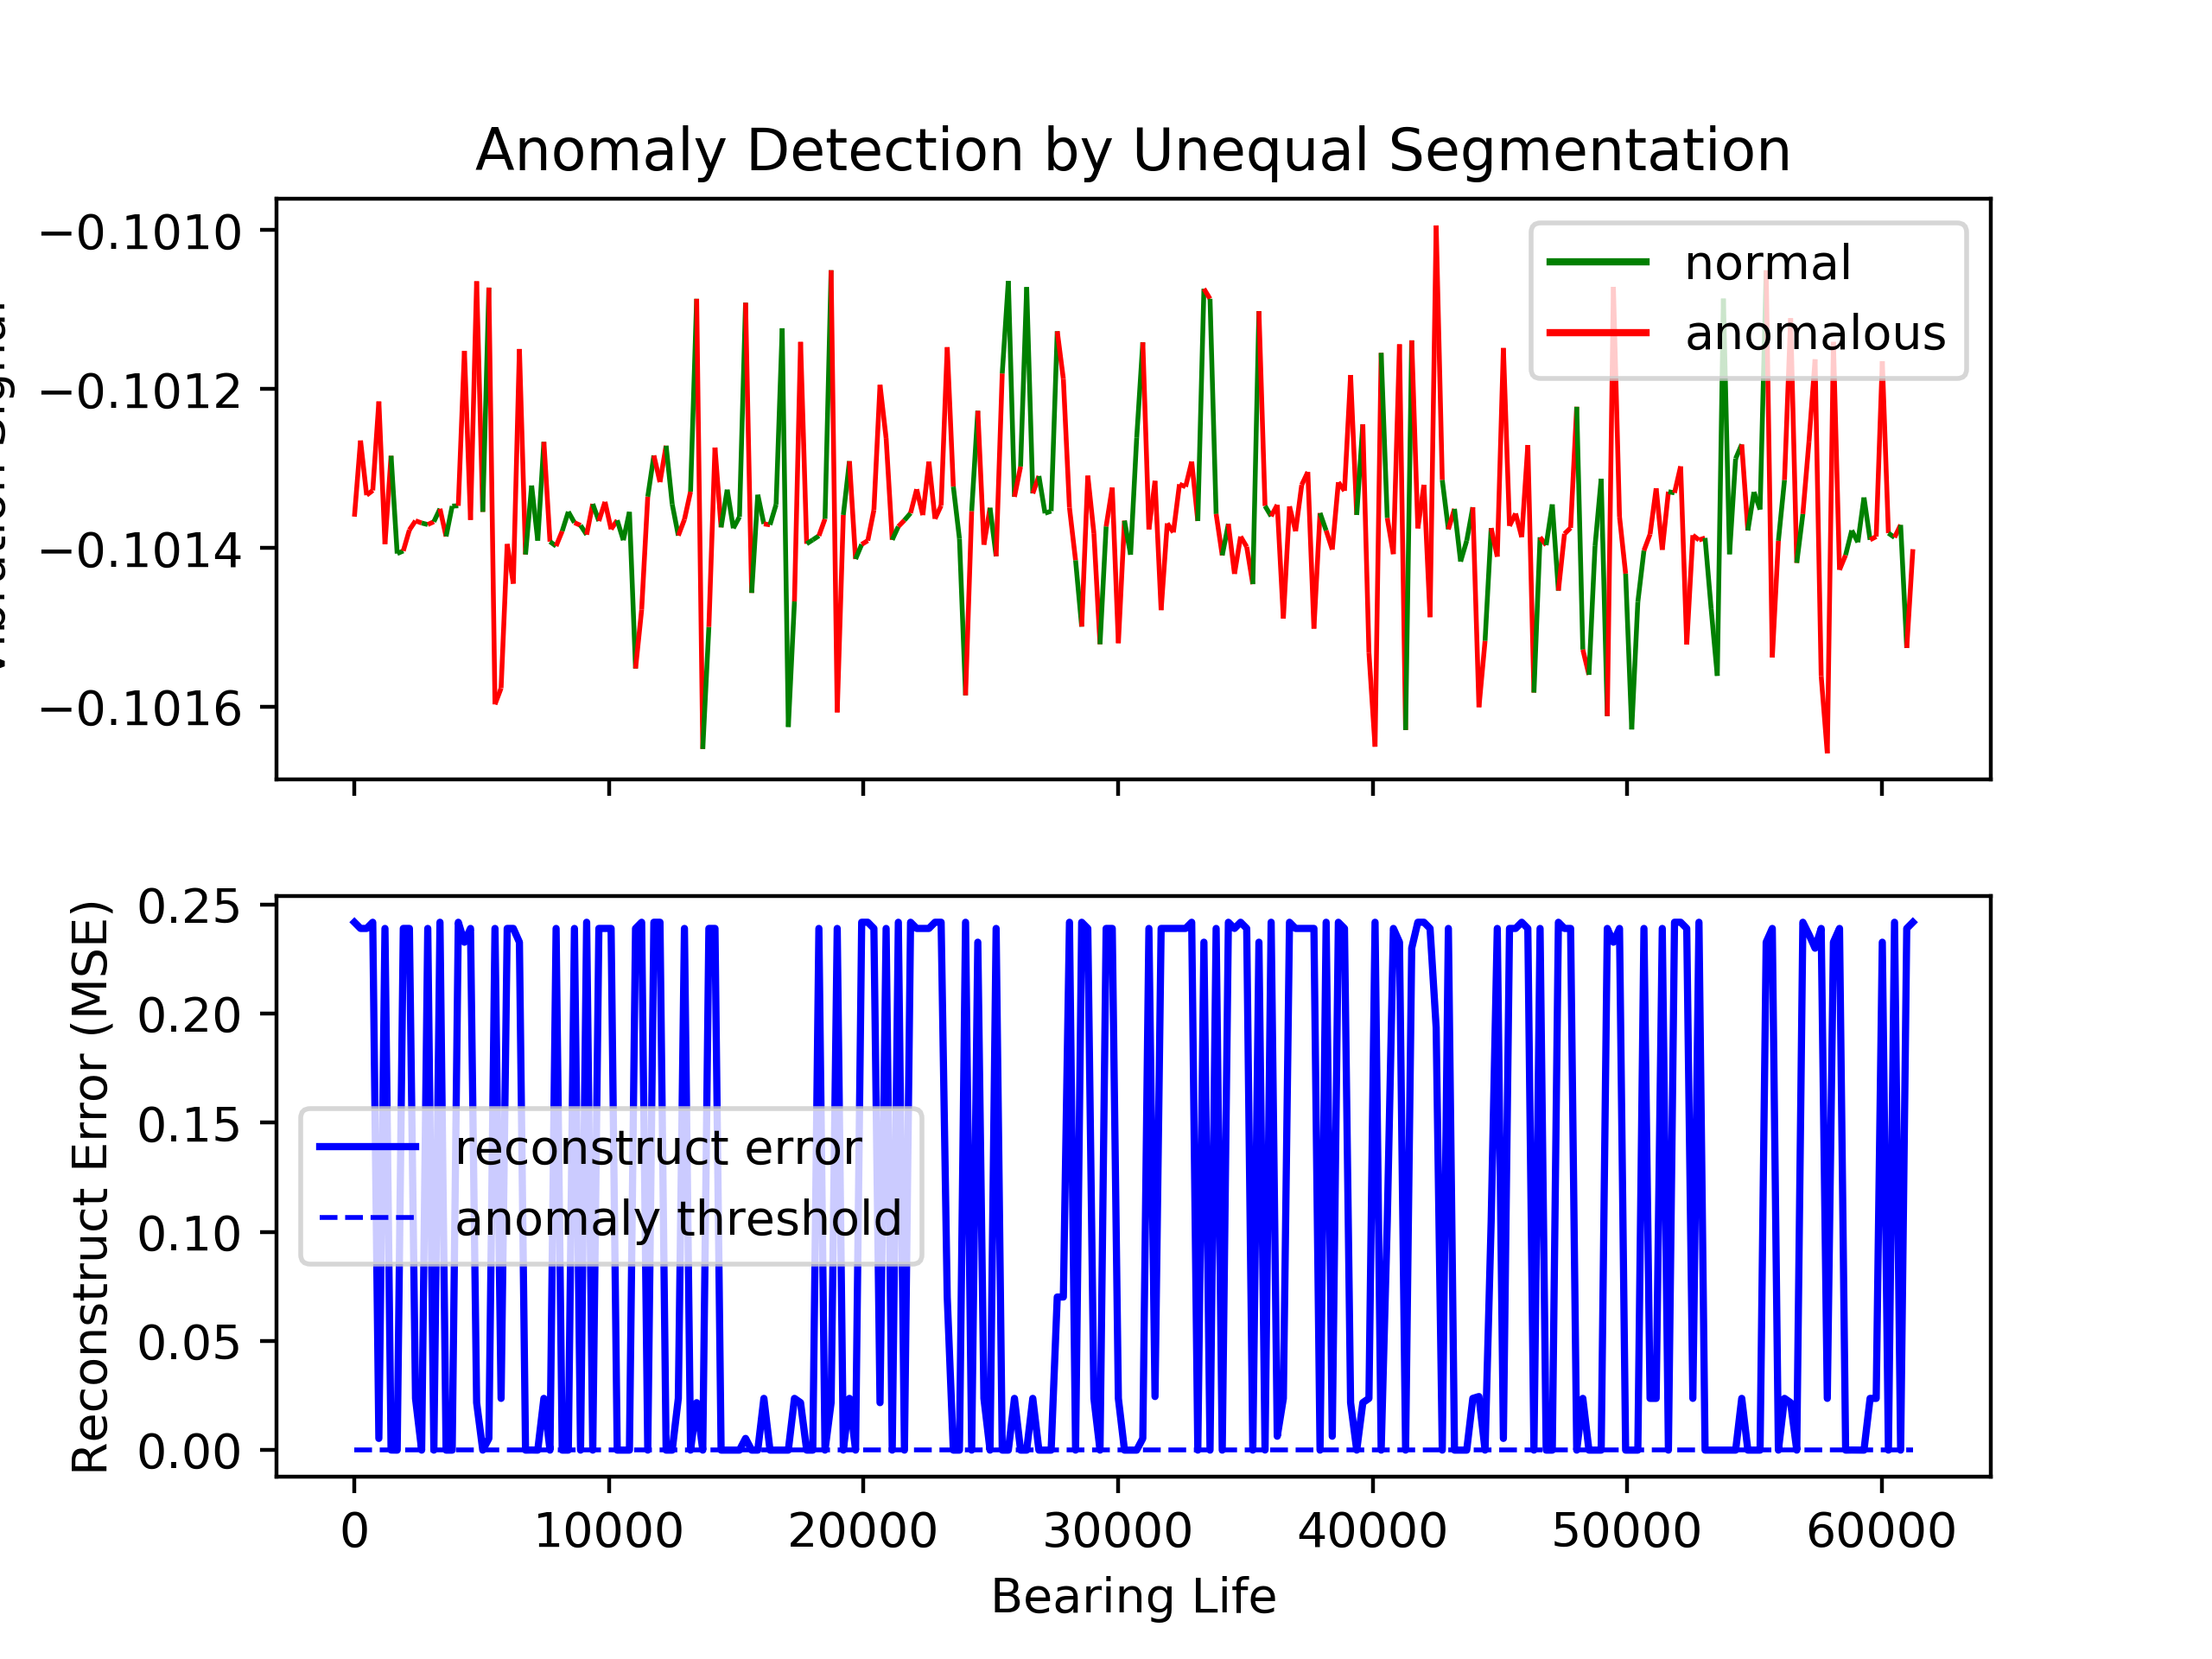 Anomaly Detection by Unequal Segmentation
−0.1010
−0.1012
−0.1014
−0.1016
normal
anomalous
Reconstruct Error (MSE)
0.25
0.20
0.15
0.10
0.05
0.00
reconstruct error
anomaly threshold
0 10000 20000 30000 40000 50000 60000
Bearing Life